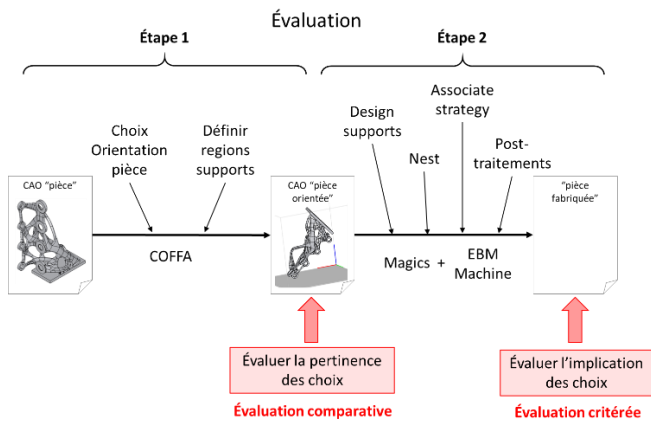 Évaluation
Étape 1
Étape 2
Choix
Orientation
pièce
Définir
regions
supports
Design
supports
Nest
Associate
strategy
Post-
traitements
CAO "pièce"
COFFA
CAO "pièce
orientée"
Magics + EBM
Machine
"pièce
fabriquée"
Évaluer la pertinence
des choix
Évaluation comparative
Évaluer l'implication
des choix
Évaluation critérée